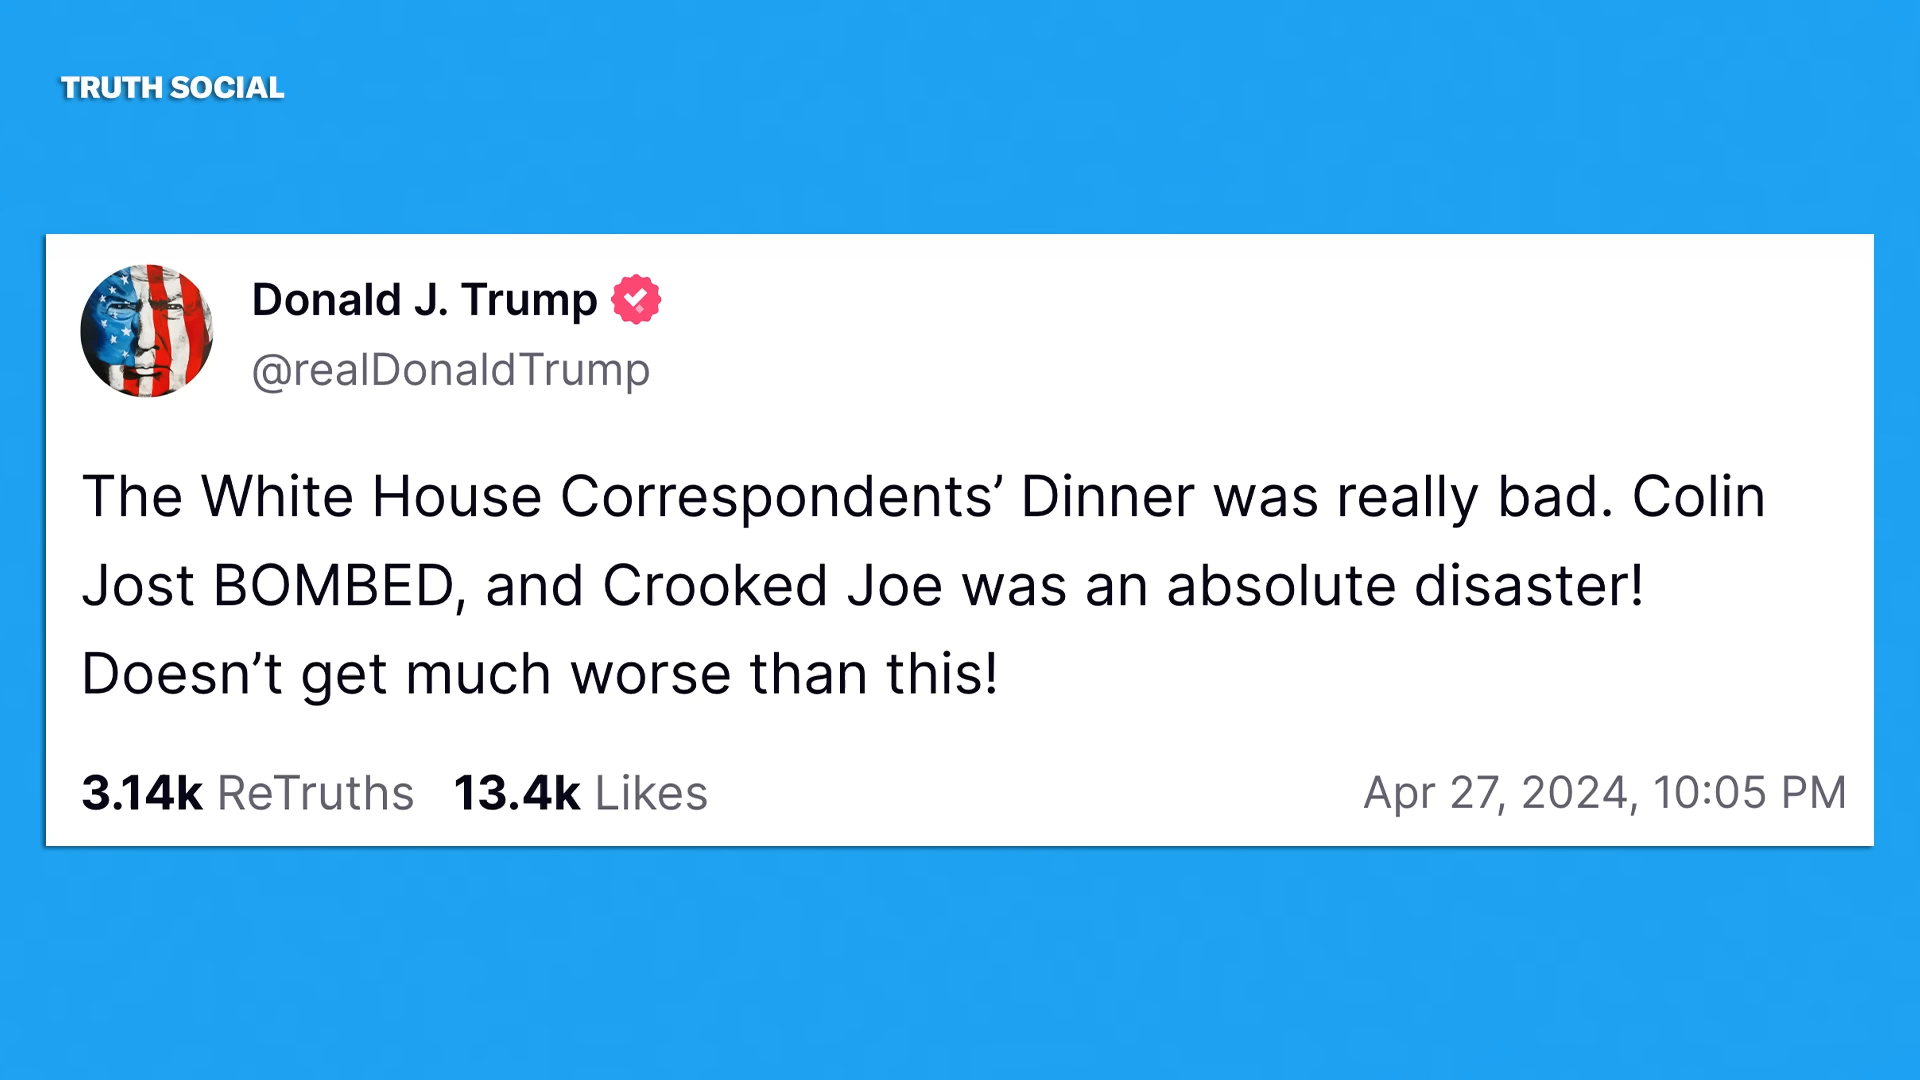 TRUTH SOCIAL
Donald J. Trump
@realDonaldTrump
The White House Correspondents’ Dinner was really bad. Colin
Jost BOMBED, and Crooked Joe was an absolute disaster!
Doesn’t get much worse than this!
3.14k ReTruths 13.4k Likes Apr 27, 2024, 10:05 PM